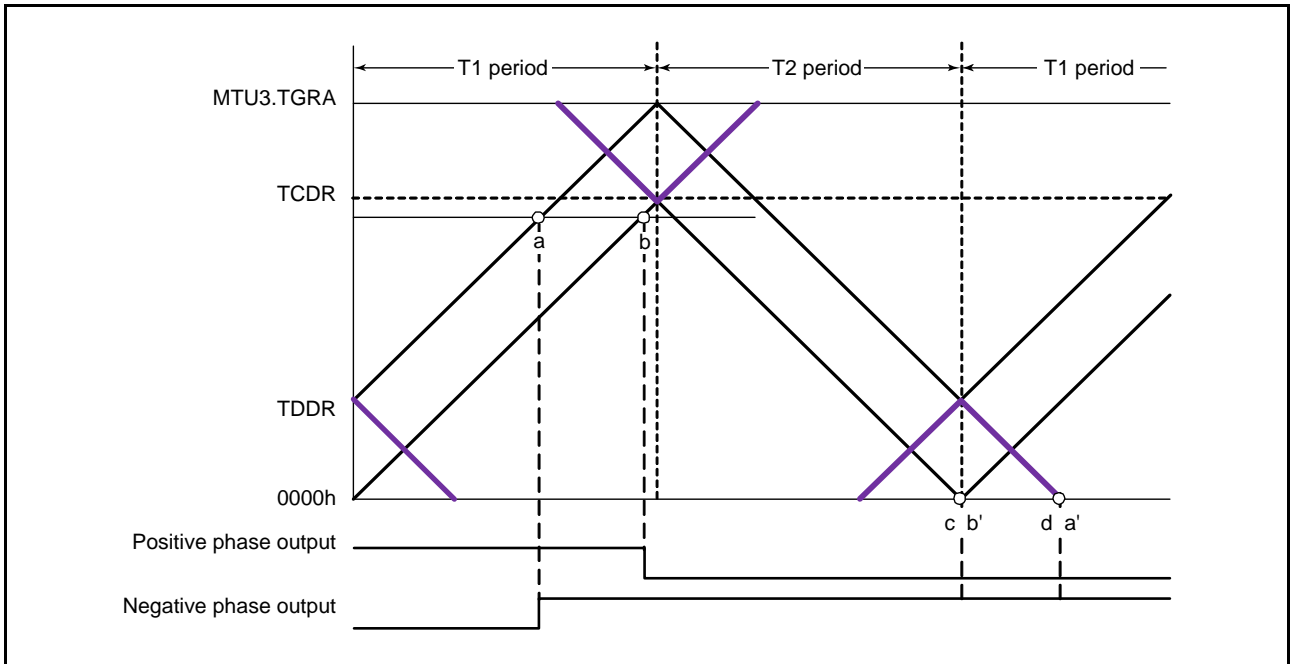 T1 period T2 period T1 period
MTU3.TGRA
TCDR
a b
TDDR
0000h
c b' d a'
Positive phase output
Negative phase output